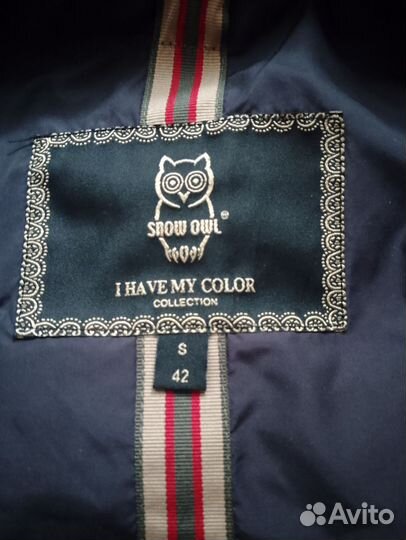 SNOW OWL®
I HAVE MY COLOR
COLLECTION
S
42
Avito